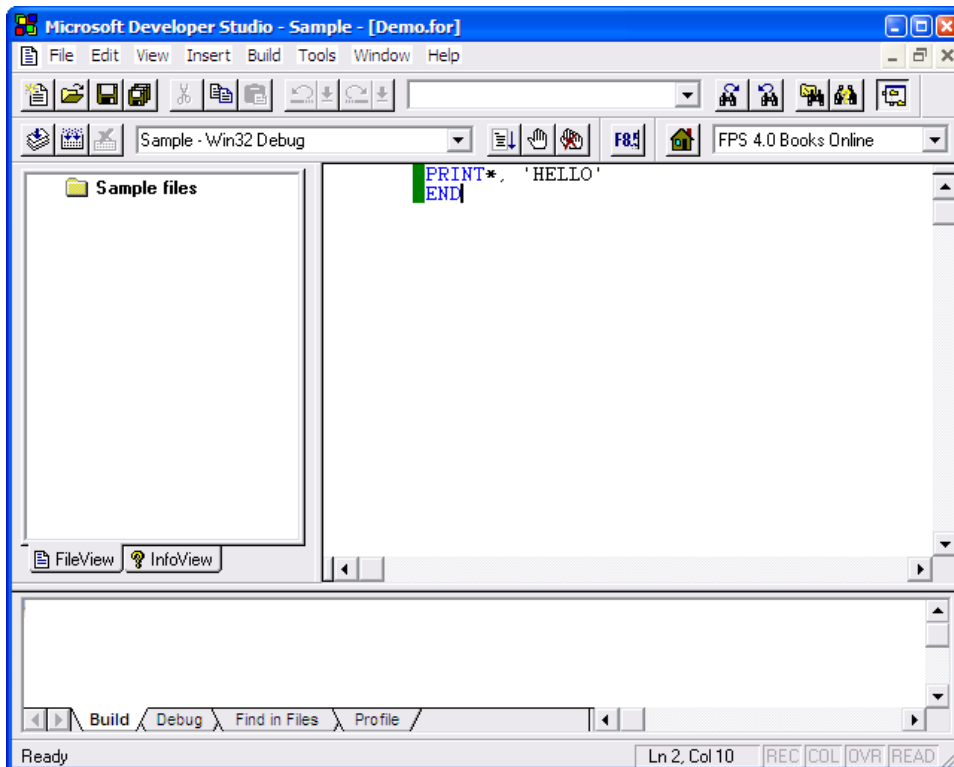 Microsoft Developer Studio - Sample - [Demo.for]
File Edit View Insert Build Tools Window Help
Sample - Win32 Debug
F8.
FPS 4.0 Books Online
Sample files
PRINT*, 'HELLO'
END
FileView InfoView
Build Debug Find in Files Profile
Ready
Ln 2, Col 10 REC COL OVR READ